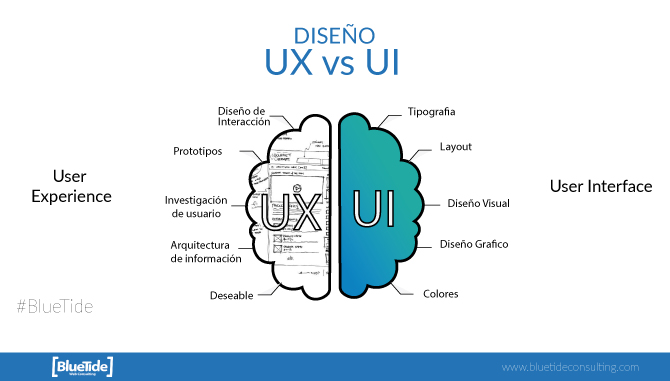 DISEÑO
UX vs UI
Diseño de
Interacción
Prototipos
Investigación
de usuario
Arquitectura
de información
Deseable
User
Experience
UX
UI
Tipografia
Layout
Diseño Visual
Diseño Grafico
Colores
User Interface
#BlueTide
[BlueTide]
Web Consulting
www.bluetideconsulting.com